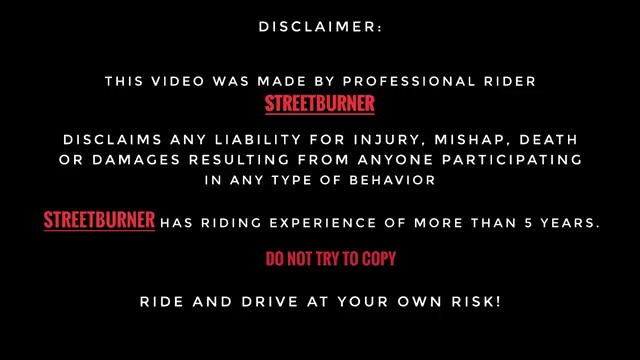 DISCLAIMER:
THIS VIDEO WAS MADE BY PROFESSIONAL RIDER
STREETBURNER
DISCLAIMS ANY LIABILITY FOR INJURY, MISHAP, DEATH
OR DAMAGES RESULTING FROM ANYONE PARTICIPATING
IN ANY TYPE OF BEHAVIOR
STREETBURNER HAS RIDING EXPERIENCE OF MORE THAN 5 YEARS.
DO NOT TRY TO COPY
RIDE AND DRIVE AT YOUR OWN RISK!